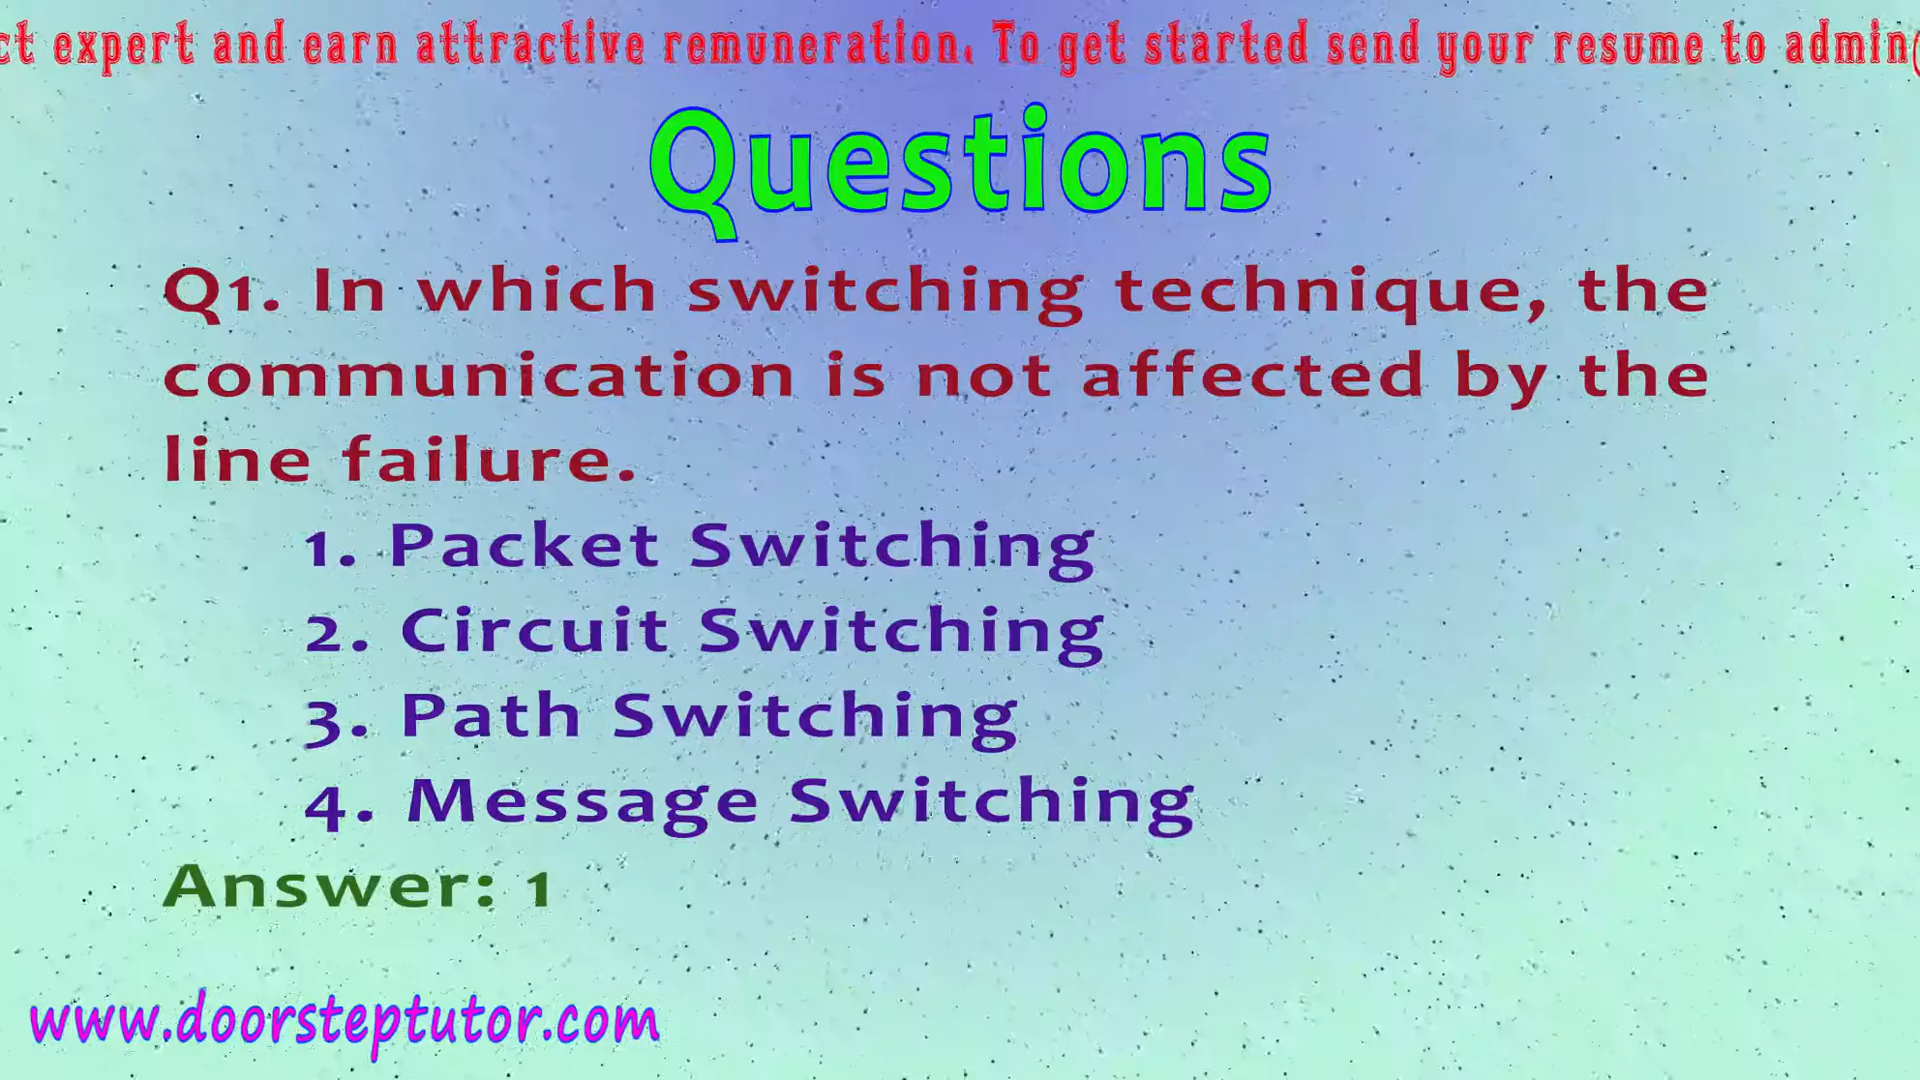 ct expert and earn attractive remuneration. To get started send your resume to admin@
Questions
Q1. In which switching technique, the
communication is not affected by the
line failure.
1. Packet Switching
2. Circuit Switching
3. Path Switching
4. Message Switching
Answer: 1
www.doorsteptutor.com